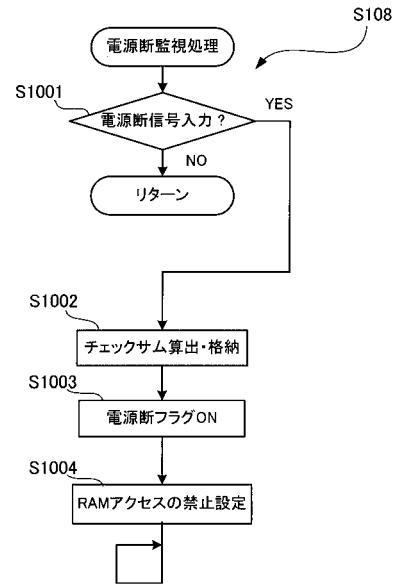 S108
電源断監視処理
S1001
電源断信号入力?
YES
NO
リターン
S1002
チェックサム算出・格納
S1003
電源断フラグON
S1004
RAMアクセスの禁止設定